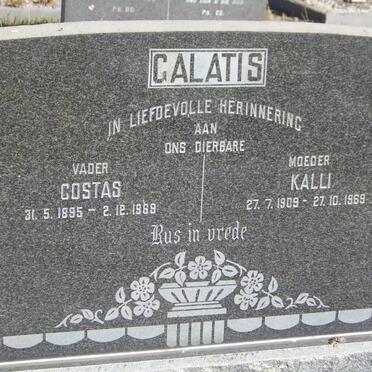 GALATIS
IN LIEFDEVOLLE HERINNERING
AAN
ONS DIERBARE
VADER
COSTAS
31. 5. 1895 – 2. 12. 1969
MOEDER
KALLI
27. 7. 1909 – 27. 10. 1969
Rus in vrede